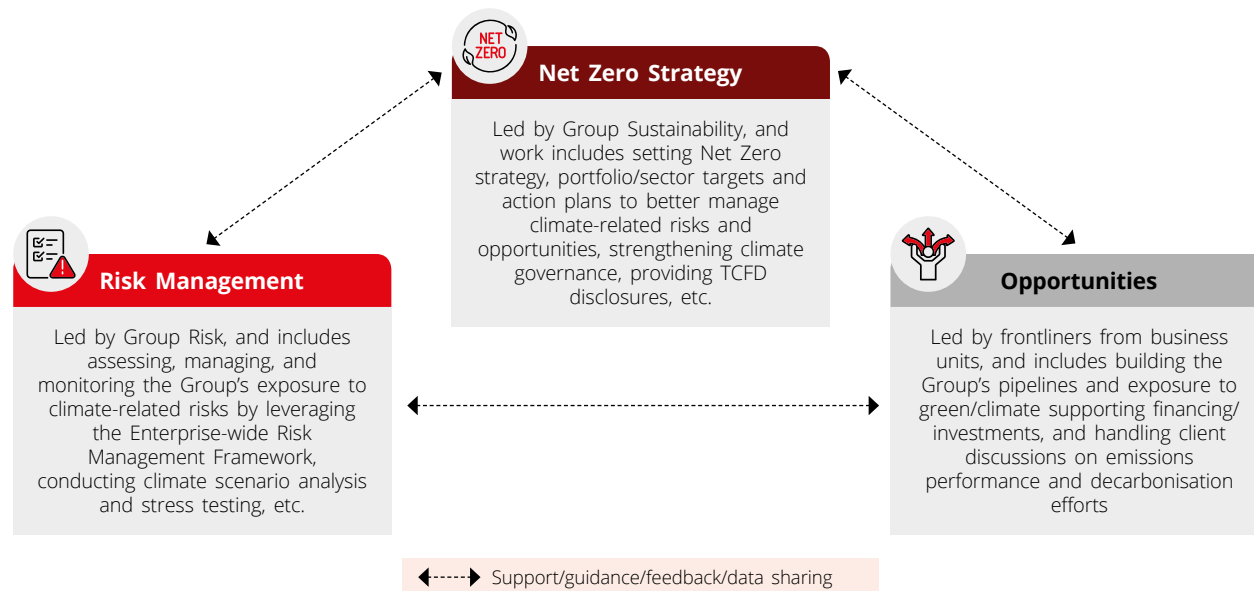 NET
ZERO
Net Zero Strategy
Led by Group Sustainability, and
work includes setting Net Zero
strategy, portfolio/sector targets and
action plans to better manage
climate-related risks and
opportunities, strengthening climate
governance, providing TCFD
disclosures, etc.
Risk Management
Led by Group Risk, and includes
assessing, managing, and
monitoring the Group's exposure to
climate-related risks by leveraging
the Enterprise-wide Risk
Management Framework,
conducting climate scenario analysis
and stress testing, etc.
Opportunities
Led by frontliners from business
units, and includes building the
Group's pipelines and exposure to
green/climate supporting financing/
investments, and handling client
discussions on emissions
performance and decarbonisation
efforts
Support/guidance/feedback/data sharing